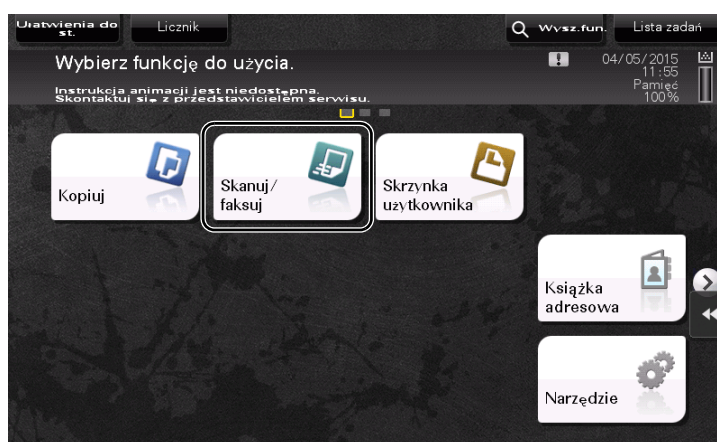 Ułatwienia do st.
Licznik
Wysz.fun.
Lista zadań
Wybierz funkcję do użycia.
04/05/2015
11:55
Pamięć
100%
Instrukcja animacji jest niedostępna.
Skontaktuj się z przedstawicielem serwisu.
Kopiuj
Skanuj/
faksuj
Skrzynka
użytkownika
Książka
adresowa
Narzędzie